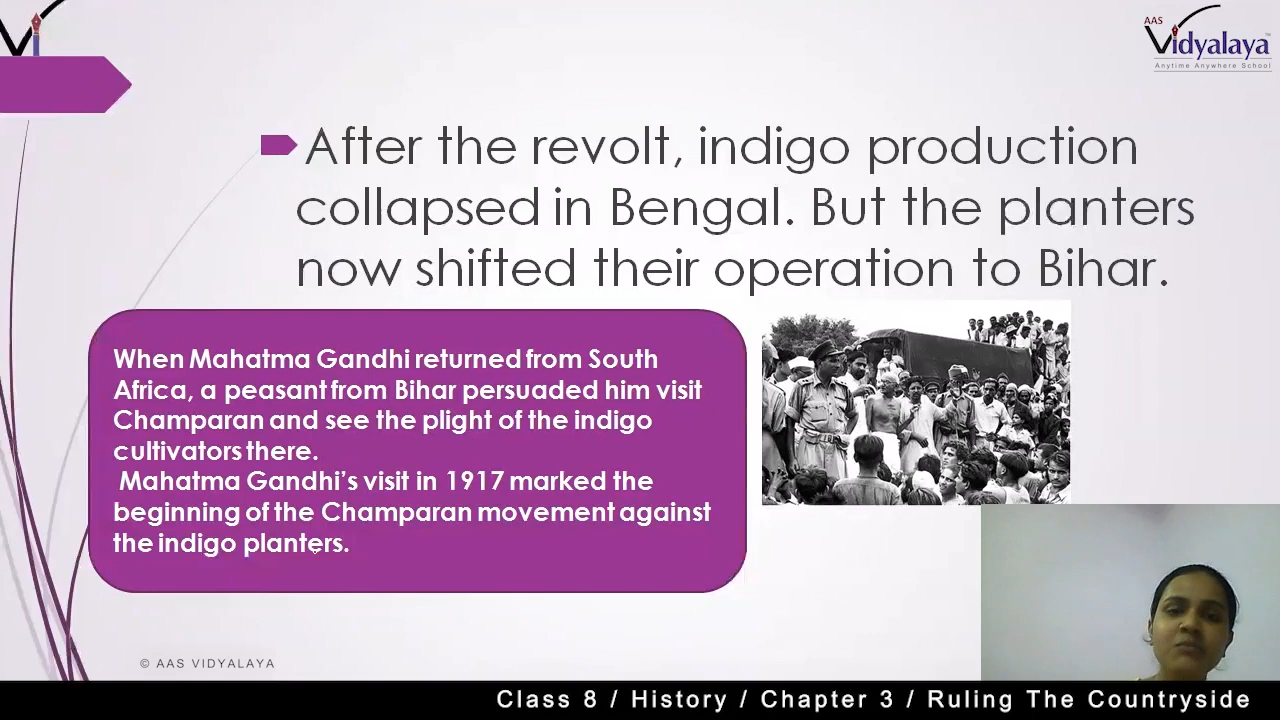 AAS
Vidyalaya
Anytime Anywhere School
After the revolt, indigo production
collapsed in Bengal. But the planters
now shifted their operation to Bihar.
When Mahatma Gandhi returned from South
Africa, a peasant from Bihar persuaded him visit
Champaran and see the plight of the indigo
cultivators there.
Mahatma Gandhi's visit in 1917 marked the
beginning of the Champaran movement against
the indigo planters.
© AAS VIDYALAYA
Class 8 / History / Chapter 3 / Ruling The Countryside